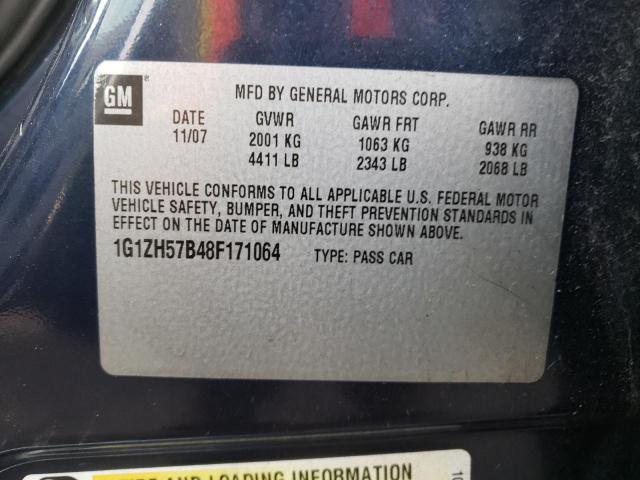 GM
MFD BY GENERAL MOTORS CORP.
DATE GVWR GAWR FRT GAWR RR
11/07 2001 KG 1063 KG 938 KG
4411 LB 2343 LB 2068 LB
THIS VEHICLE CONFORMS TO ALL APPLICABLE U.S. FEDERAL MOTOR
VEHICLE SAFETY, BUMPER, AND THEFT PREVENTION STANDARDS IN
EFFECT ON THE DATE OF MANUFACTURE SHOWN ABOVE.
1G1ZH57B48F171064 TYPE: PASS CAR
AND LOADING INFORMATION